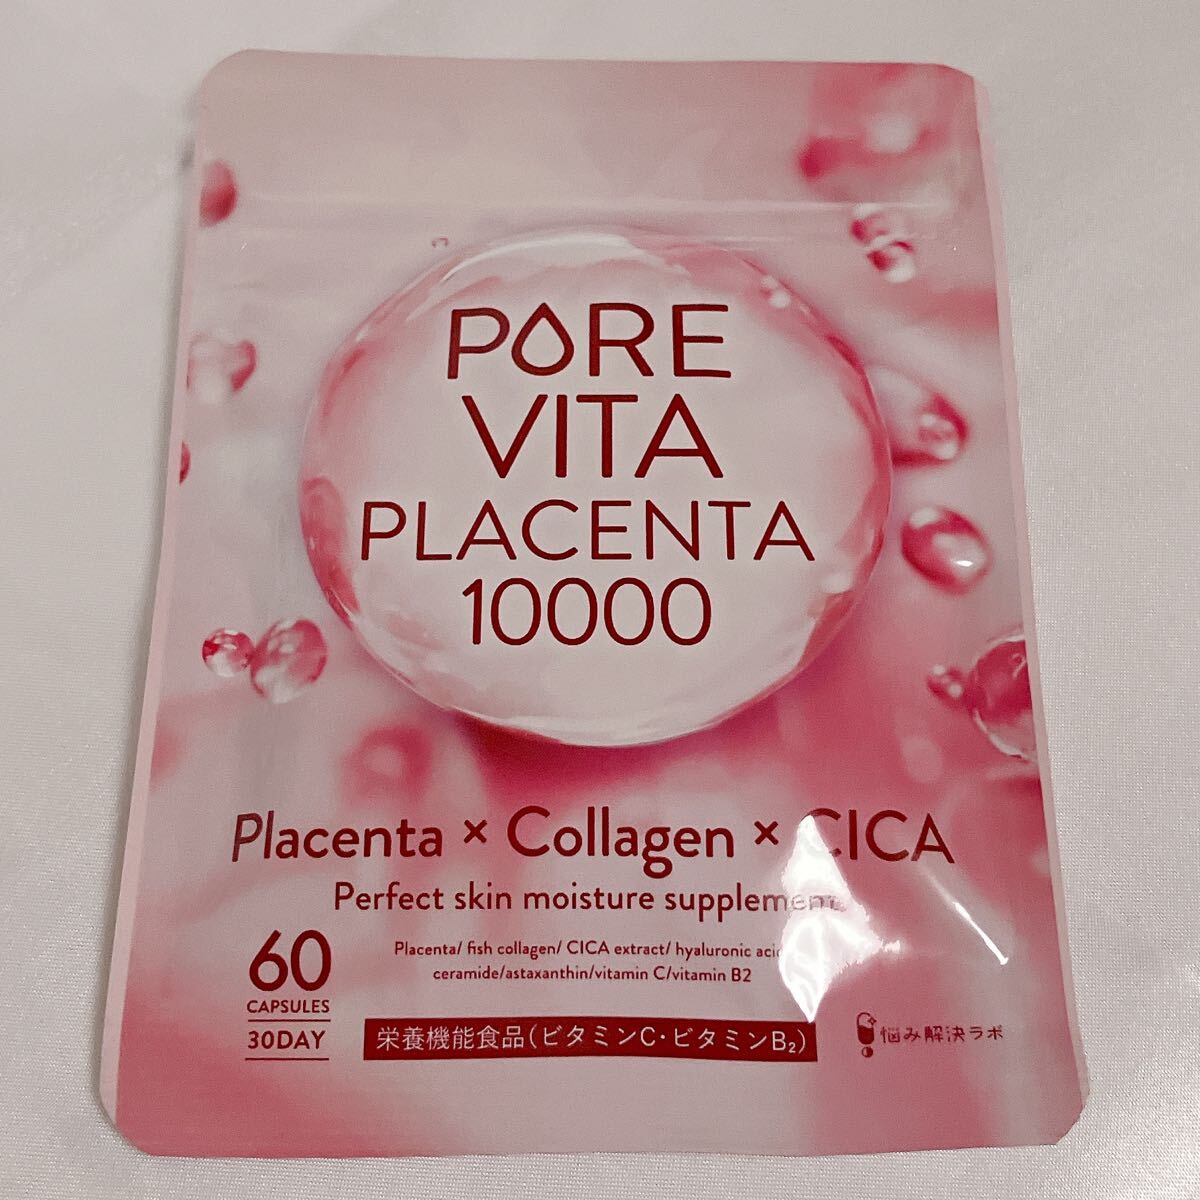 PORE
VITA
PLACENTA
10000
Placenta × Collagen × CICA
Perfect skin moisture supplement
60
CAPSULES
30DAY
Placenta/ fish collagen/ CICA extract/ hyaluronic acid
ceramide/astaxanthin/vitamin C/vitamin B2
栄養機能食品(ビタミンC・ビタミンB₂)
悩み解決ラボ